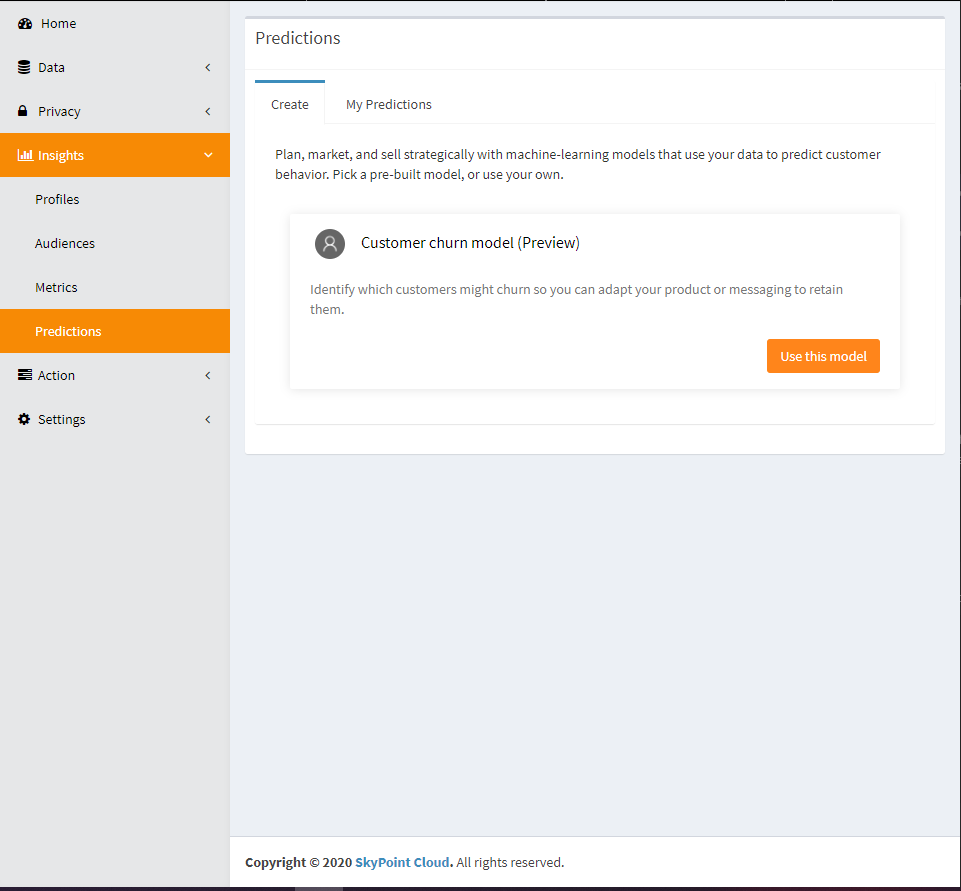 Home
Data
Privacy
Insights
Profiles
Audiences
Metrics
Predictions
Action
Settings
Predictions
Create
My Predictions
Plan, market, and sell strategically with machine-learning models that use your data to predict customer
behavior. Pick a pre-built model, or use your own.
Customer churn model (Preview)
Identify which customers might churn so you can adapt your product or messaging to retain
them.
Use this model
Copyright © 2020 SkyPoint Cloud. All rights reserved.